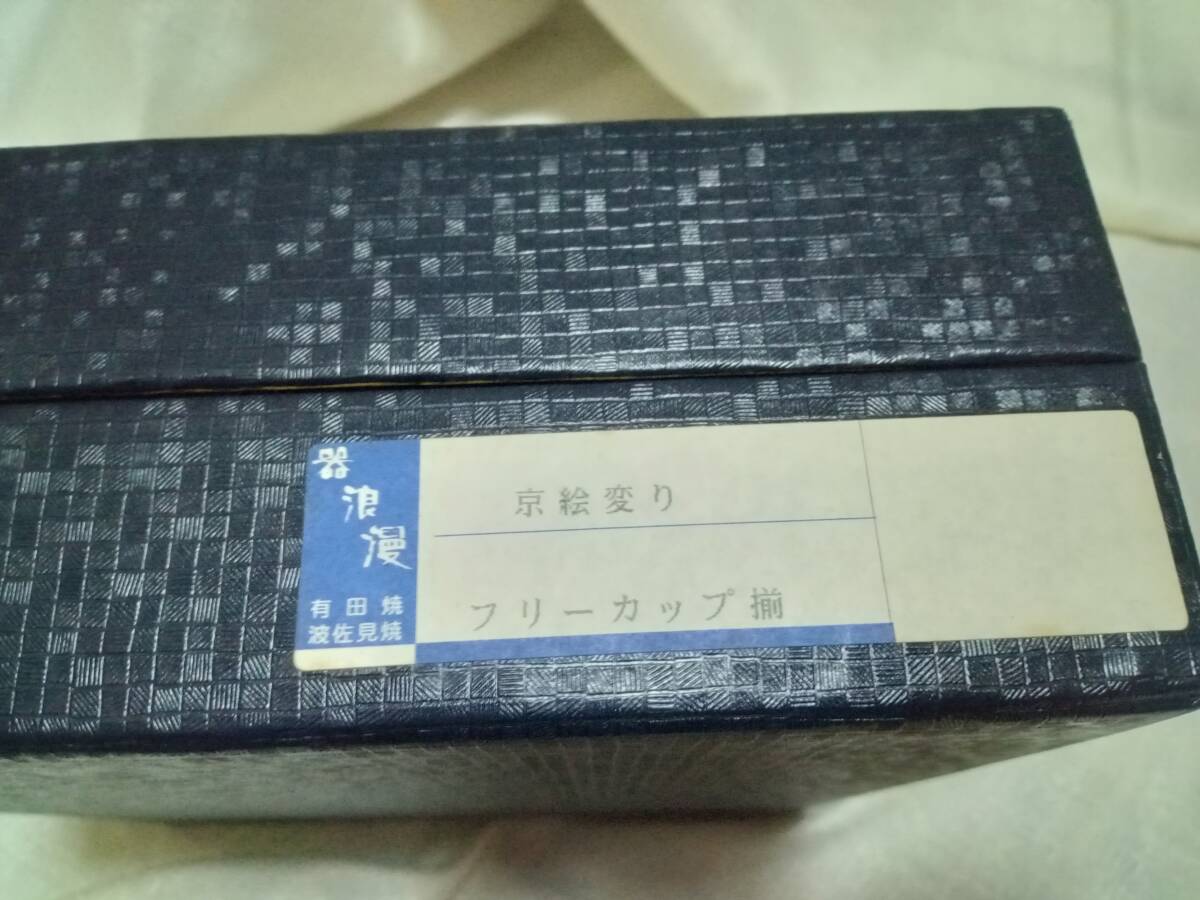 器浪漫
有田焼
波佐見焼
京絵変り
フリーカップ揃